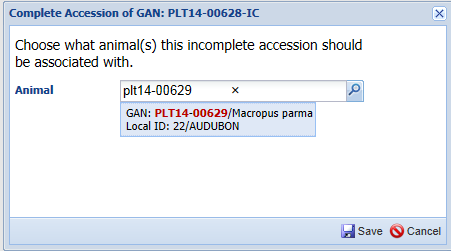 Complete Accession of GAN: PLT14-00628-IC
Choose what animal(s) this incomplete accession should
be associated with.
Animal plt14-00629
GAN: PLT14-00629/Macropus parma
Local ID: 22/AUDUBON
Save Cancel